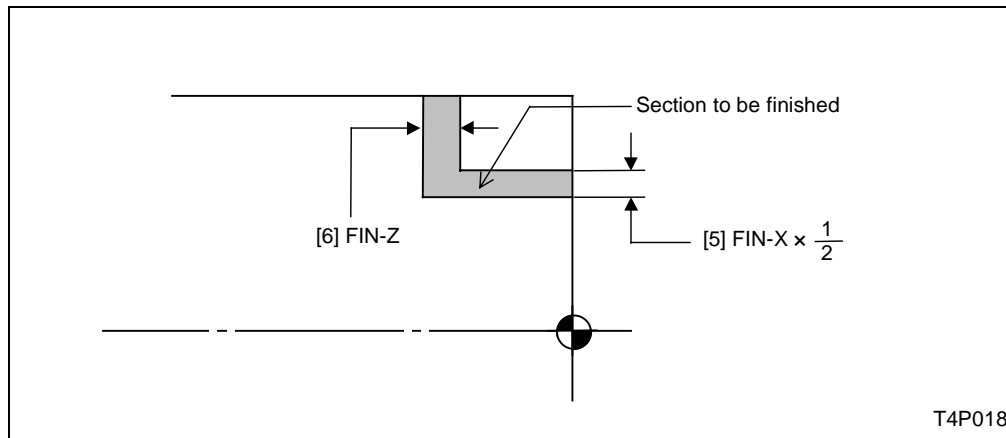 Section to be finished
[6] FIN-Z
[5] FIN-X × 1/2
T4P018